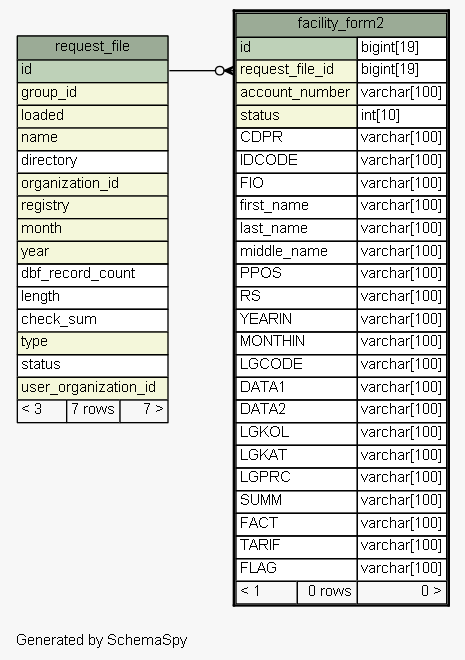 request_file
id
group_id
loaded
name
directory
organization_id
registry
month
year
dbf_record_count
length
check_sum
type
status
user_organization_id
< 3 7 rows 7 >
facility_form2
id bigint[19]
request_file_id bigint[19]
account_number varchar[100]
status int[10]
CDPR varchar[100]
IDCODE varchar[100]
FIO varchar[100]
first_name varchar[100]
last_name varchar[100]
middle_name varchar[100]
PPOS varchar[100]
RS varchar[100]
YEARIN varchar[100]
MONTHIN varchar[100]
LGCODE varchar[100]
DATA1 varchar[100]
DATA2 varchar[100]
LGKOL varchar[100]
LGKAT varchar[100]
LGPRC varchar[100]
SUMM varchar[100]
FACT varchar[100]
TARIF varchar[100]
FLAG varchar[100]
< 1 0 rows 0 >
Generated by SchemaSpy